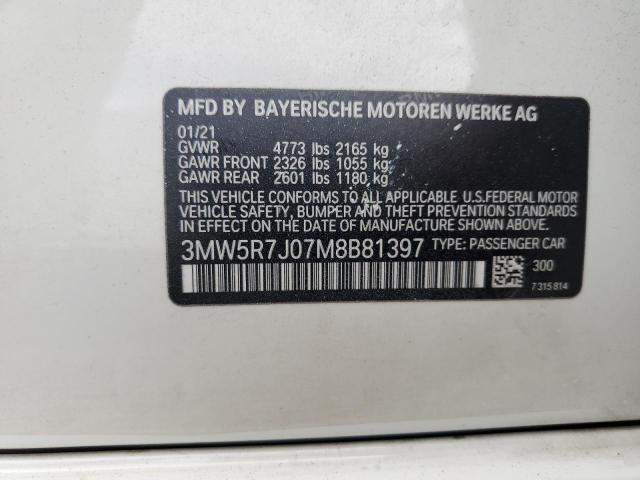 MFD BY BAYERISCHE MOTOREN WERKE AG
01/21
GVWR 4773 lbs 2165 kg
GAWR FRONT 2326 lbs 1055 kg
GAWR REAR 2601 lbs 1180 kg
THIS VEHICLE CONFORMS TO ALL APPLICABLE U.S.FEDERAL MOTOR
VEHICLE SAFETY, BUMPER AND THEFT PREVENTION STANDARDS
IN EFFECT ON THE DATE OF MANUFACTURE SHOWN ABOVE.
3MW5R7J07M8B81397 TYPE: PASSENGER CAR
300
7315814